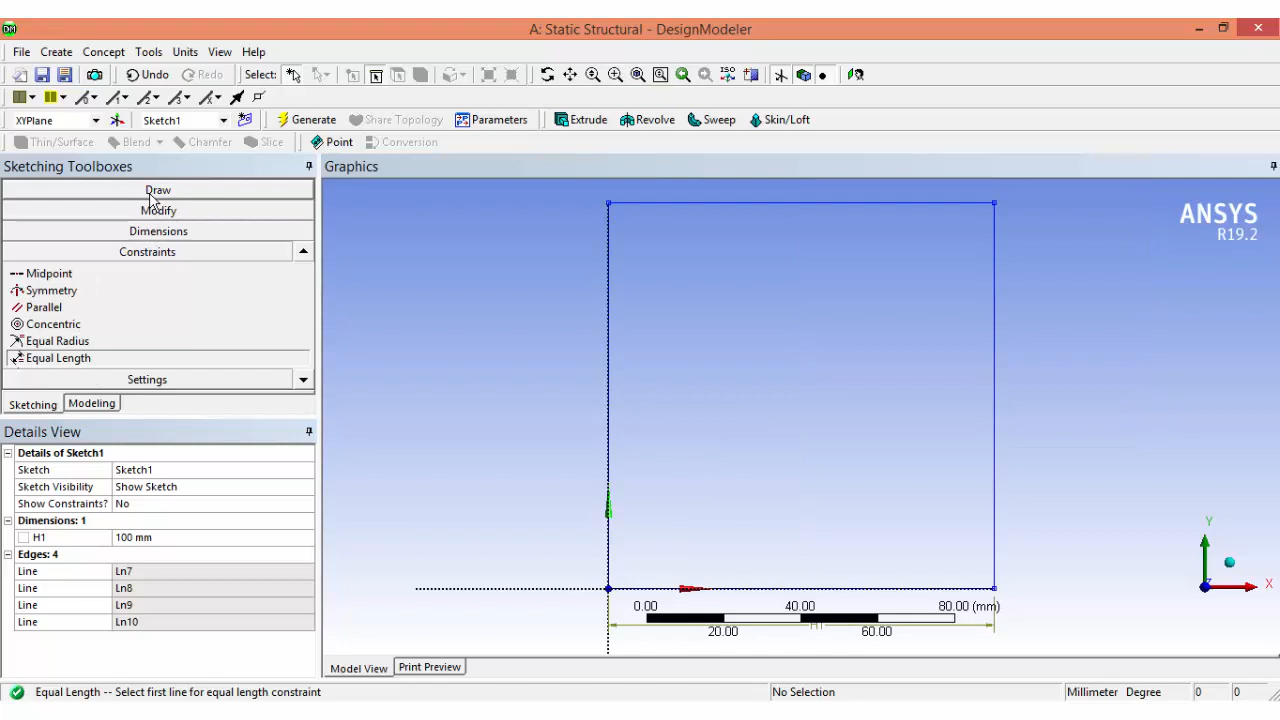 A: Static Structural - DesignModeler
File Create Concept Tools Units View Help
Undo Redo Select: ISO
XYPlane Sketch1 Generate Share Topology Parameters Extrude Revolve Sweep Skin/Loft
Thin/Surface Blend Chamfer Slice Point Conversion
Sketching Toolboxes
Draw
Modify
Dimensions
Constraints
Midpoint
Symmetry
Parallel
Concentric
Equal Radius
Equal Length
Settings
Sketching Modeling
Details View
Details of Sketch1
Sketch Sketch1
Sketch Visibility Show Sketch
Show Constraints? No
Dimensions: 1
H1 100 mm
Edges: 4
Line Ln7
Line Ln8
Line Ln9
Line Ln10
Graphics
ANSYS
R19.2
Y
X
0.00 40.00 80.00 (mm)
20.00 60.00
Model View Print Preview
Equal Length -- Select first line for equal length constraint No Selection Millimeter Degree 0 0